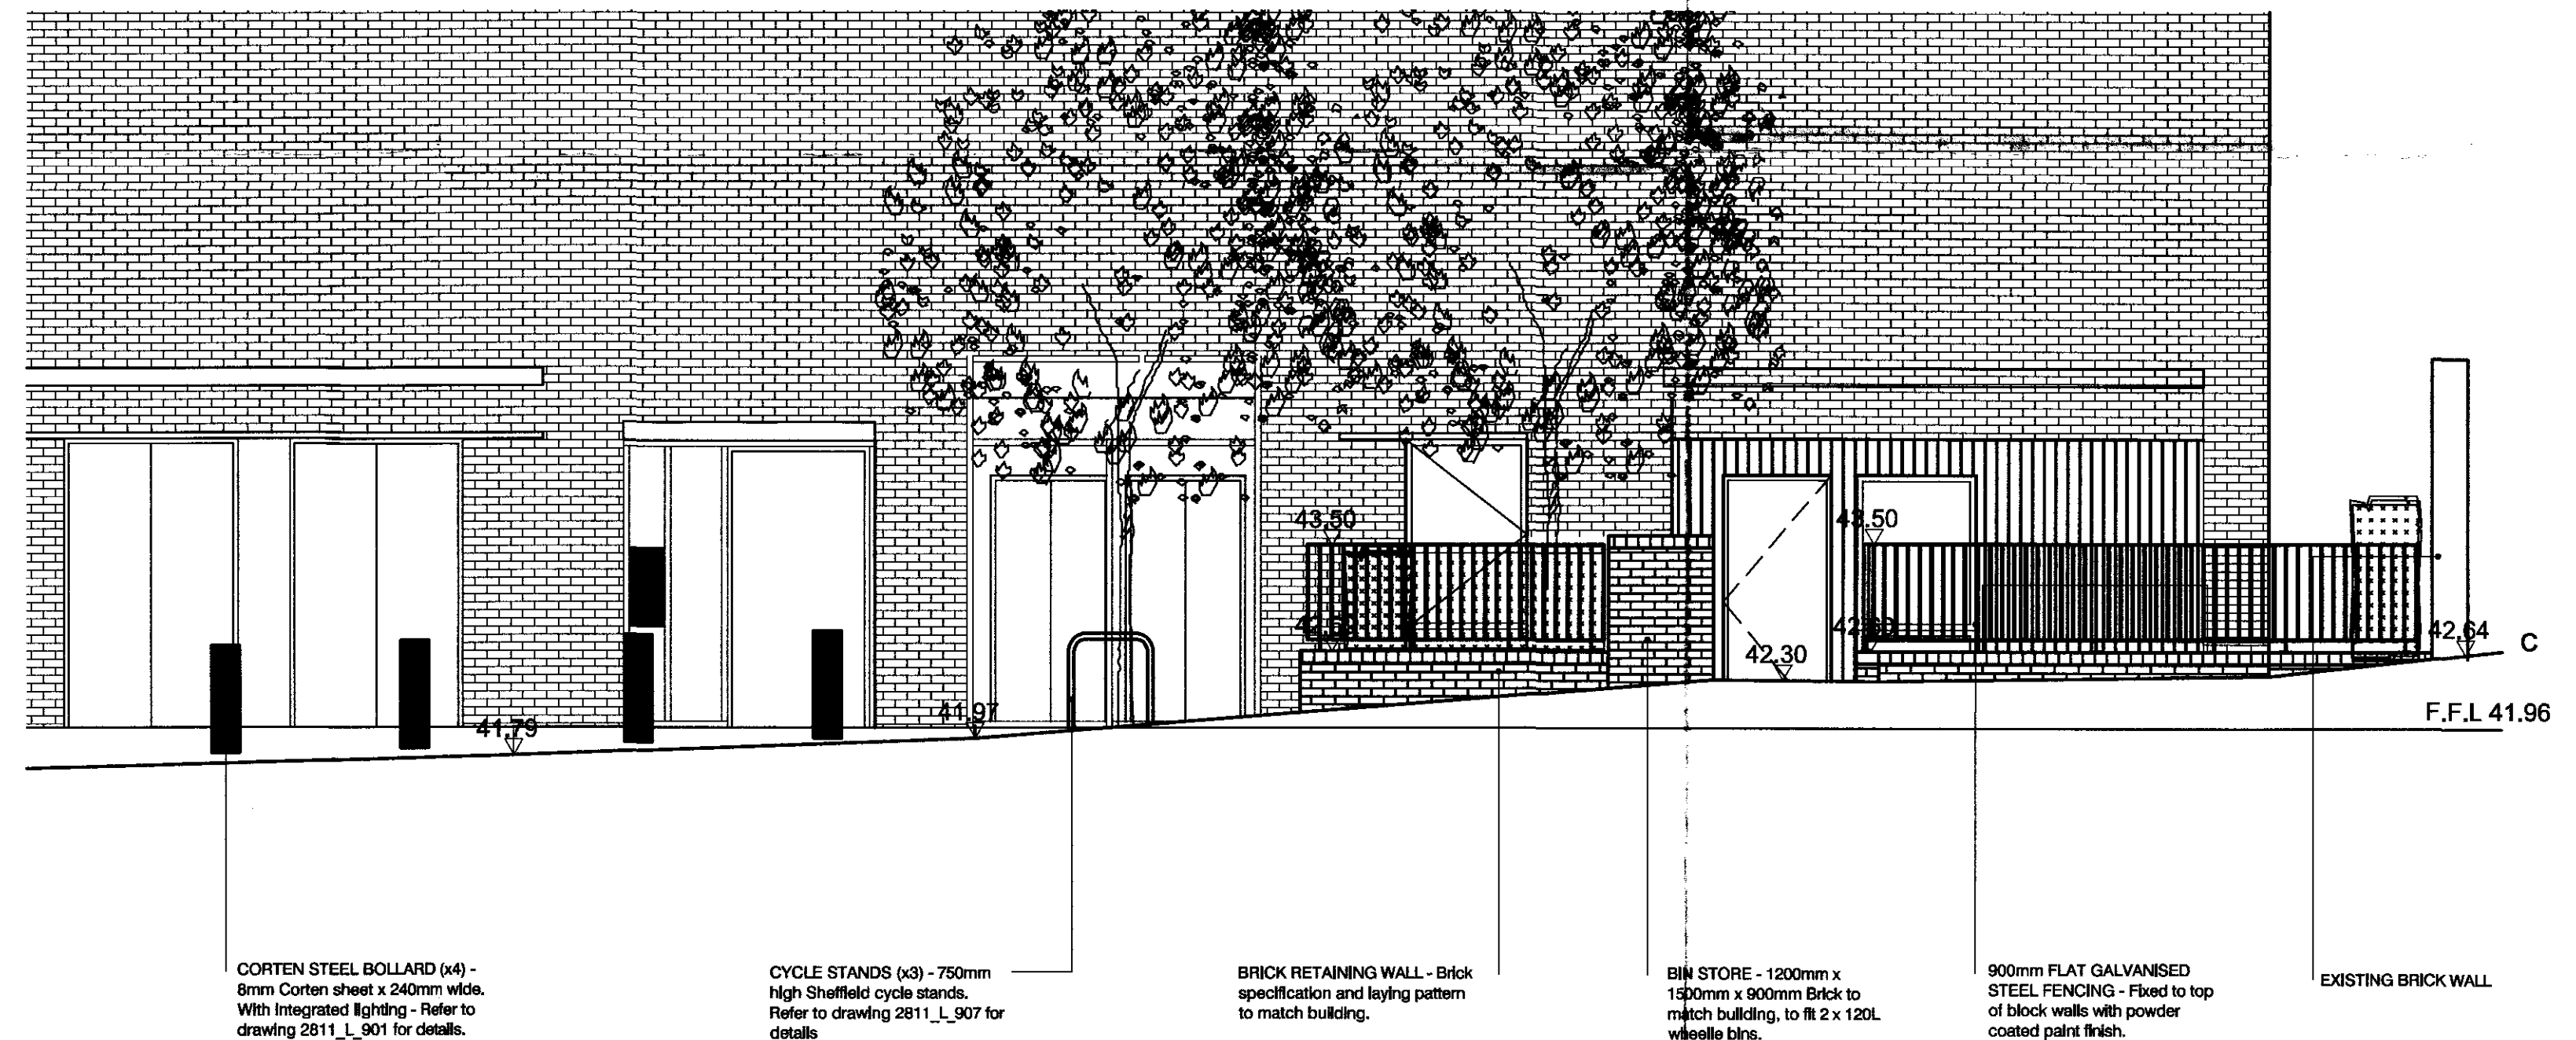 43.50
43.50
42.64
C
42.30
F.F.L 41.96
41.97
41.79
CORTEN STEEL BOLLARD (x4) -
8mm Corten sheet x 240mm wide.
With integrated lighting - Refer to
drawing 2811_L_901 for details.
CYCLE STANDS (x3) - 750mm
high Sheffield cycle stands.
Refer to drawing 2811_L_907 for
details
BRICK RETAINING WALL - Brick
specification and laying pattern
to match building.
BIN STORE - 1200mm x
1500mm x 900mm Brick to
match building, to fit 2 x 120L
wheelie bins.
900mm FLAT GALVANISED
STEEL FENCING - Fixed to top
of block walls with powder
coated paint finish.
EXISTING BRICK WALL